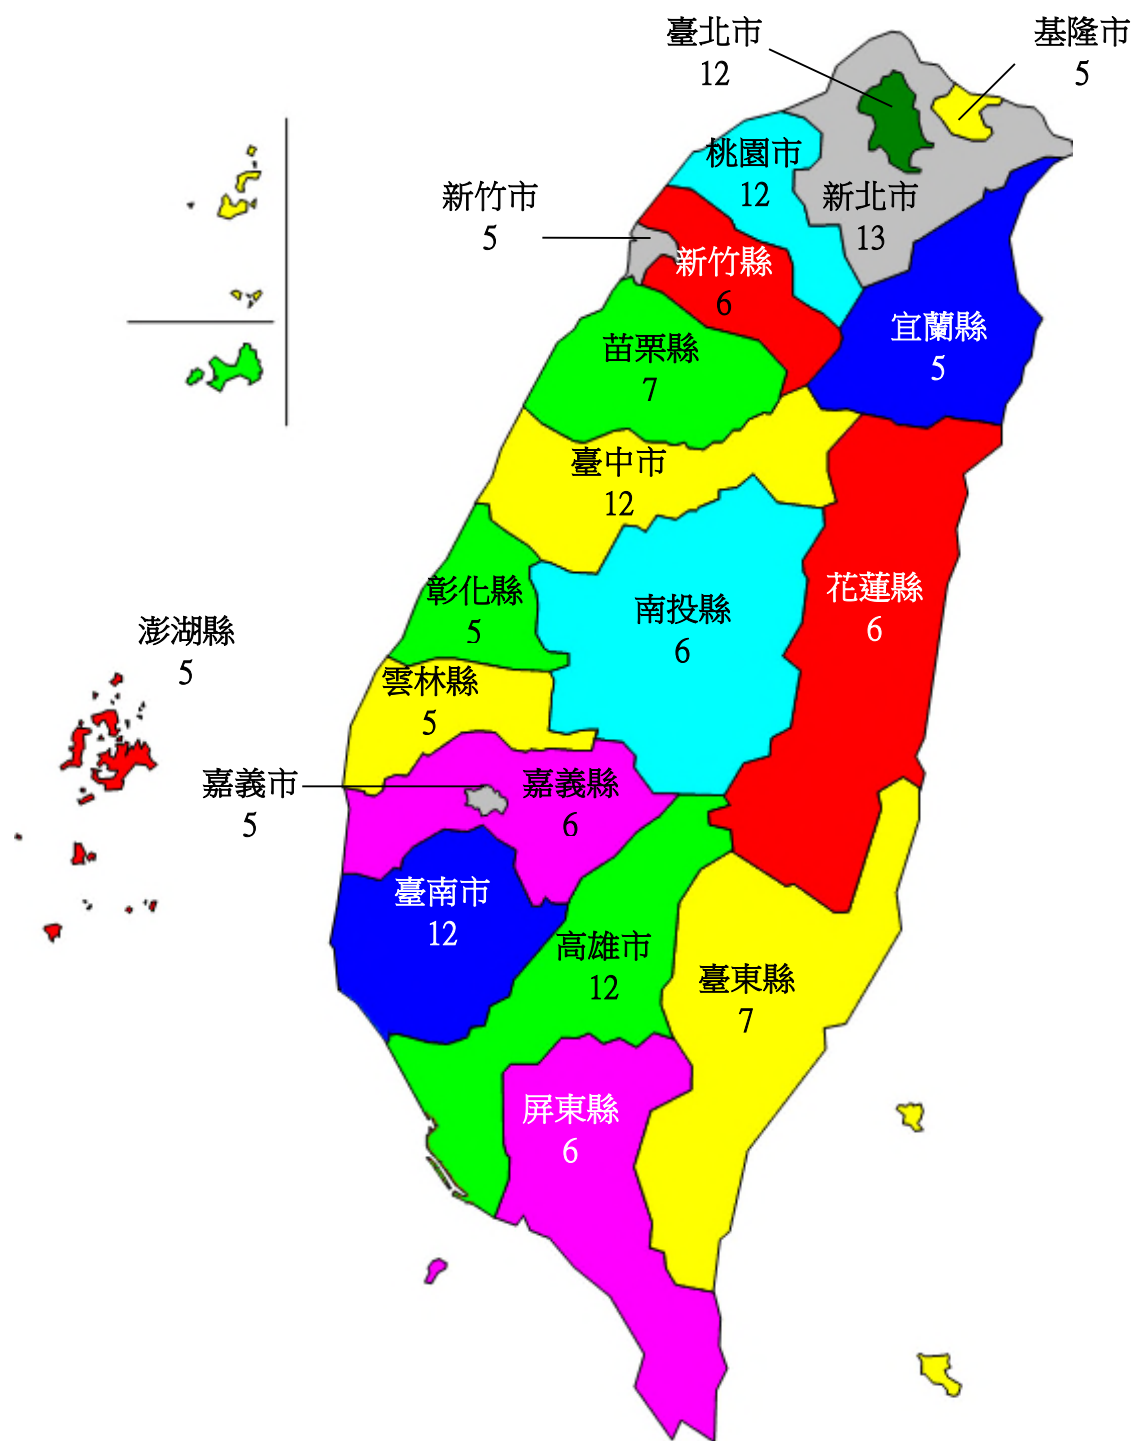 臺北市
12
基隆市
5
桃園市
12
新竹市
5
新北市
13
新竹縣
6
宜蘭縣
5
苗栗縣
7
臺中市
12
彰化縣
5
南投縣
6
花蓮縣
6
澎湖縣
5
雲林縣
5
嘉義市
5
嘉義縣
6
臺南市
12
高雄市
12
臺東縣
7
屏東縣
6